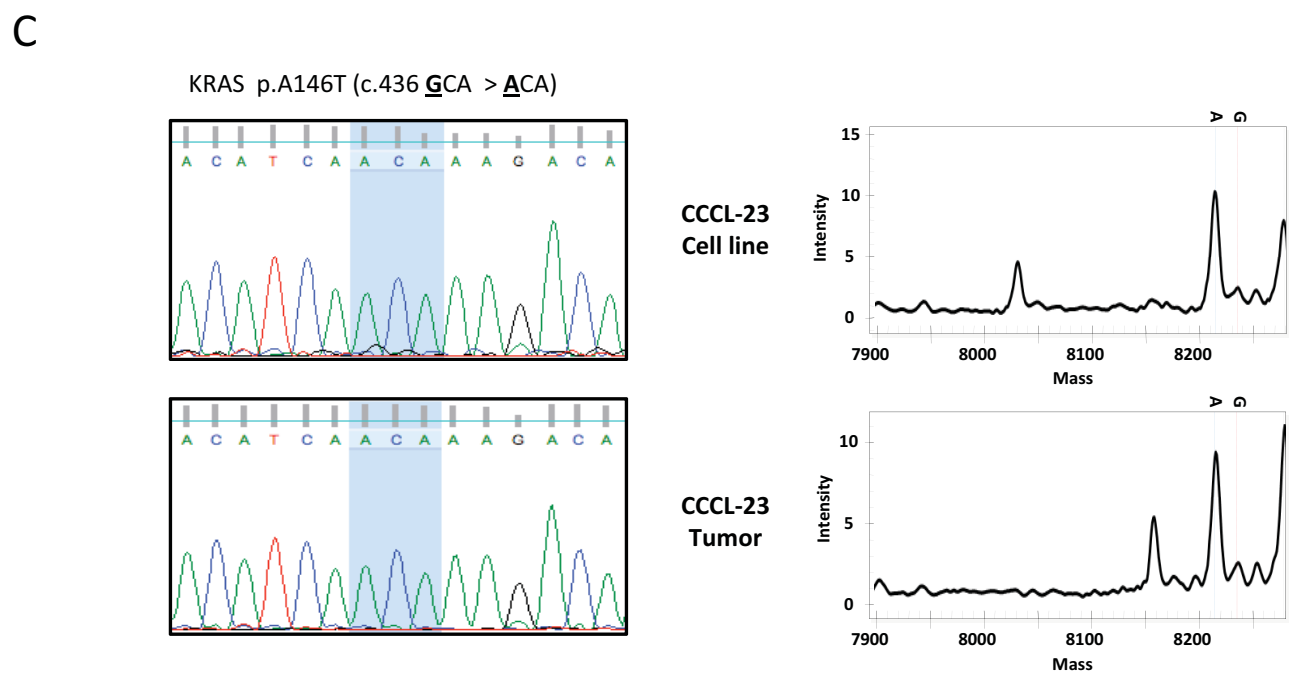 C
KRAS p.A146T (c.436 GCA > ACA)
A C A T C A A C A A A G A C A
CCCL-23
Cell line
A G
15
10
5
0
Intensity
7900 8000 8100 8200
Mass
A C A T C A A C A A A G A C A
CCCL-23
Tumor
A G
10
5
0
Intensity
7900 8000 8100 8200
Mass